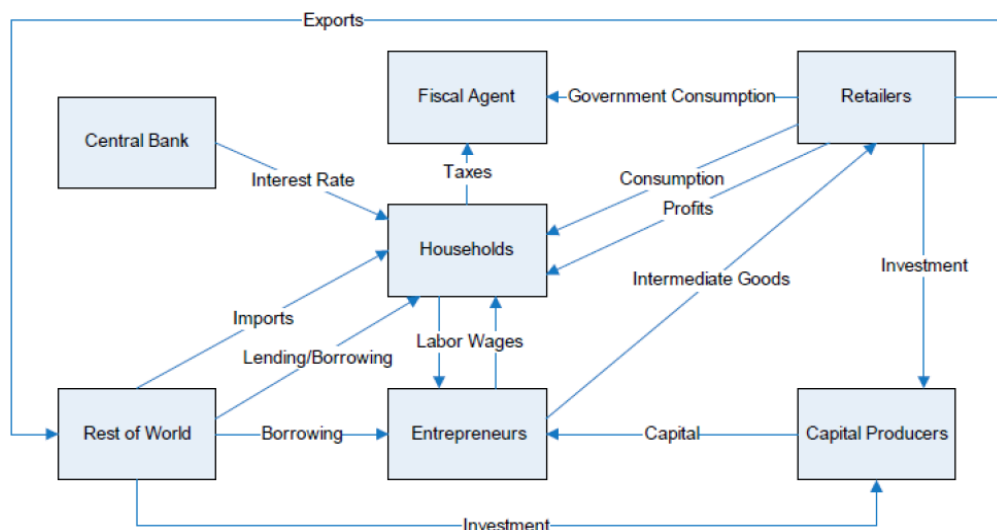 Exports
Fiscal Agent
Government Consumption
Retailers
Central Bank
Interest Rate
Taxes
Consumption
Profits
Households
Intermediate Goods
Investment
Imports
Lending/Borrowing
Labor Wages
Rest of World
Borrowing
Entrepreneurs
Capital
Capital Producers
Investment